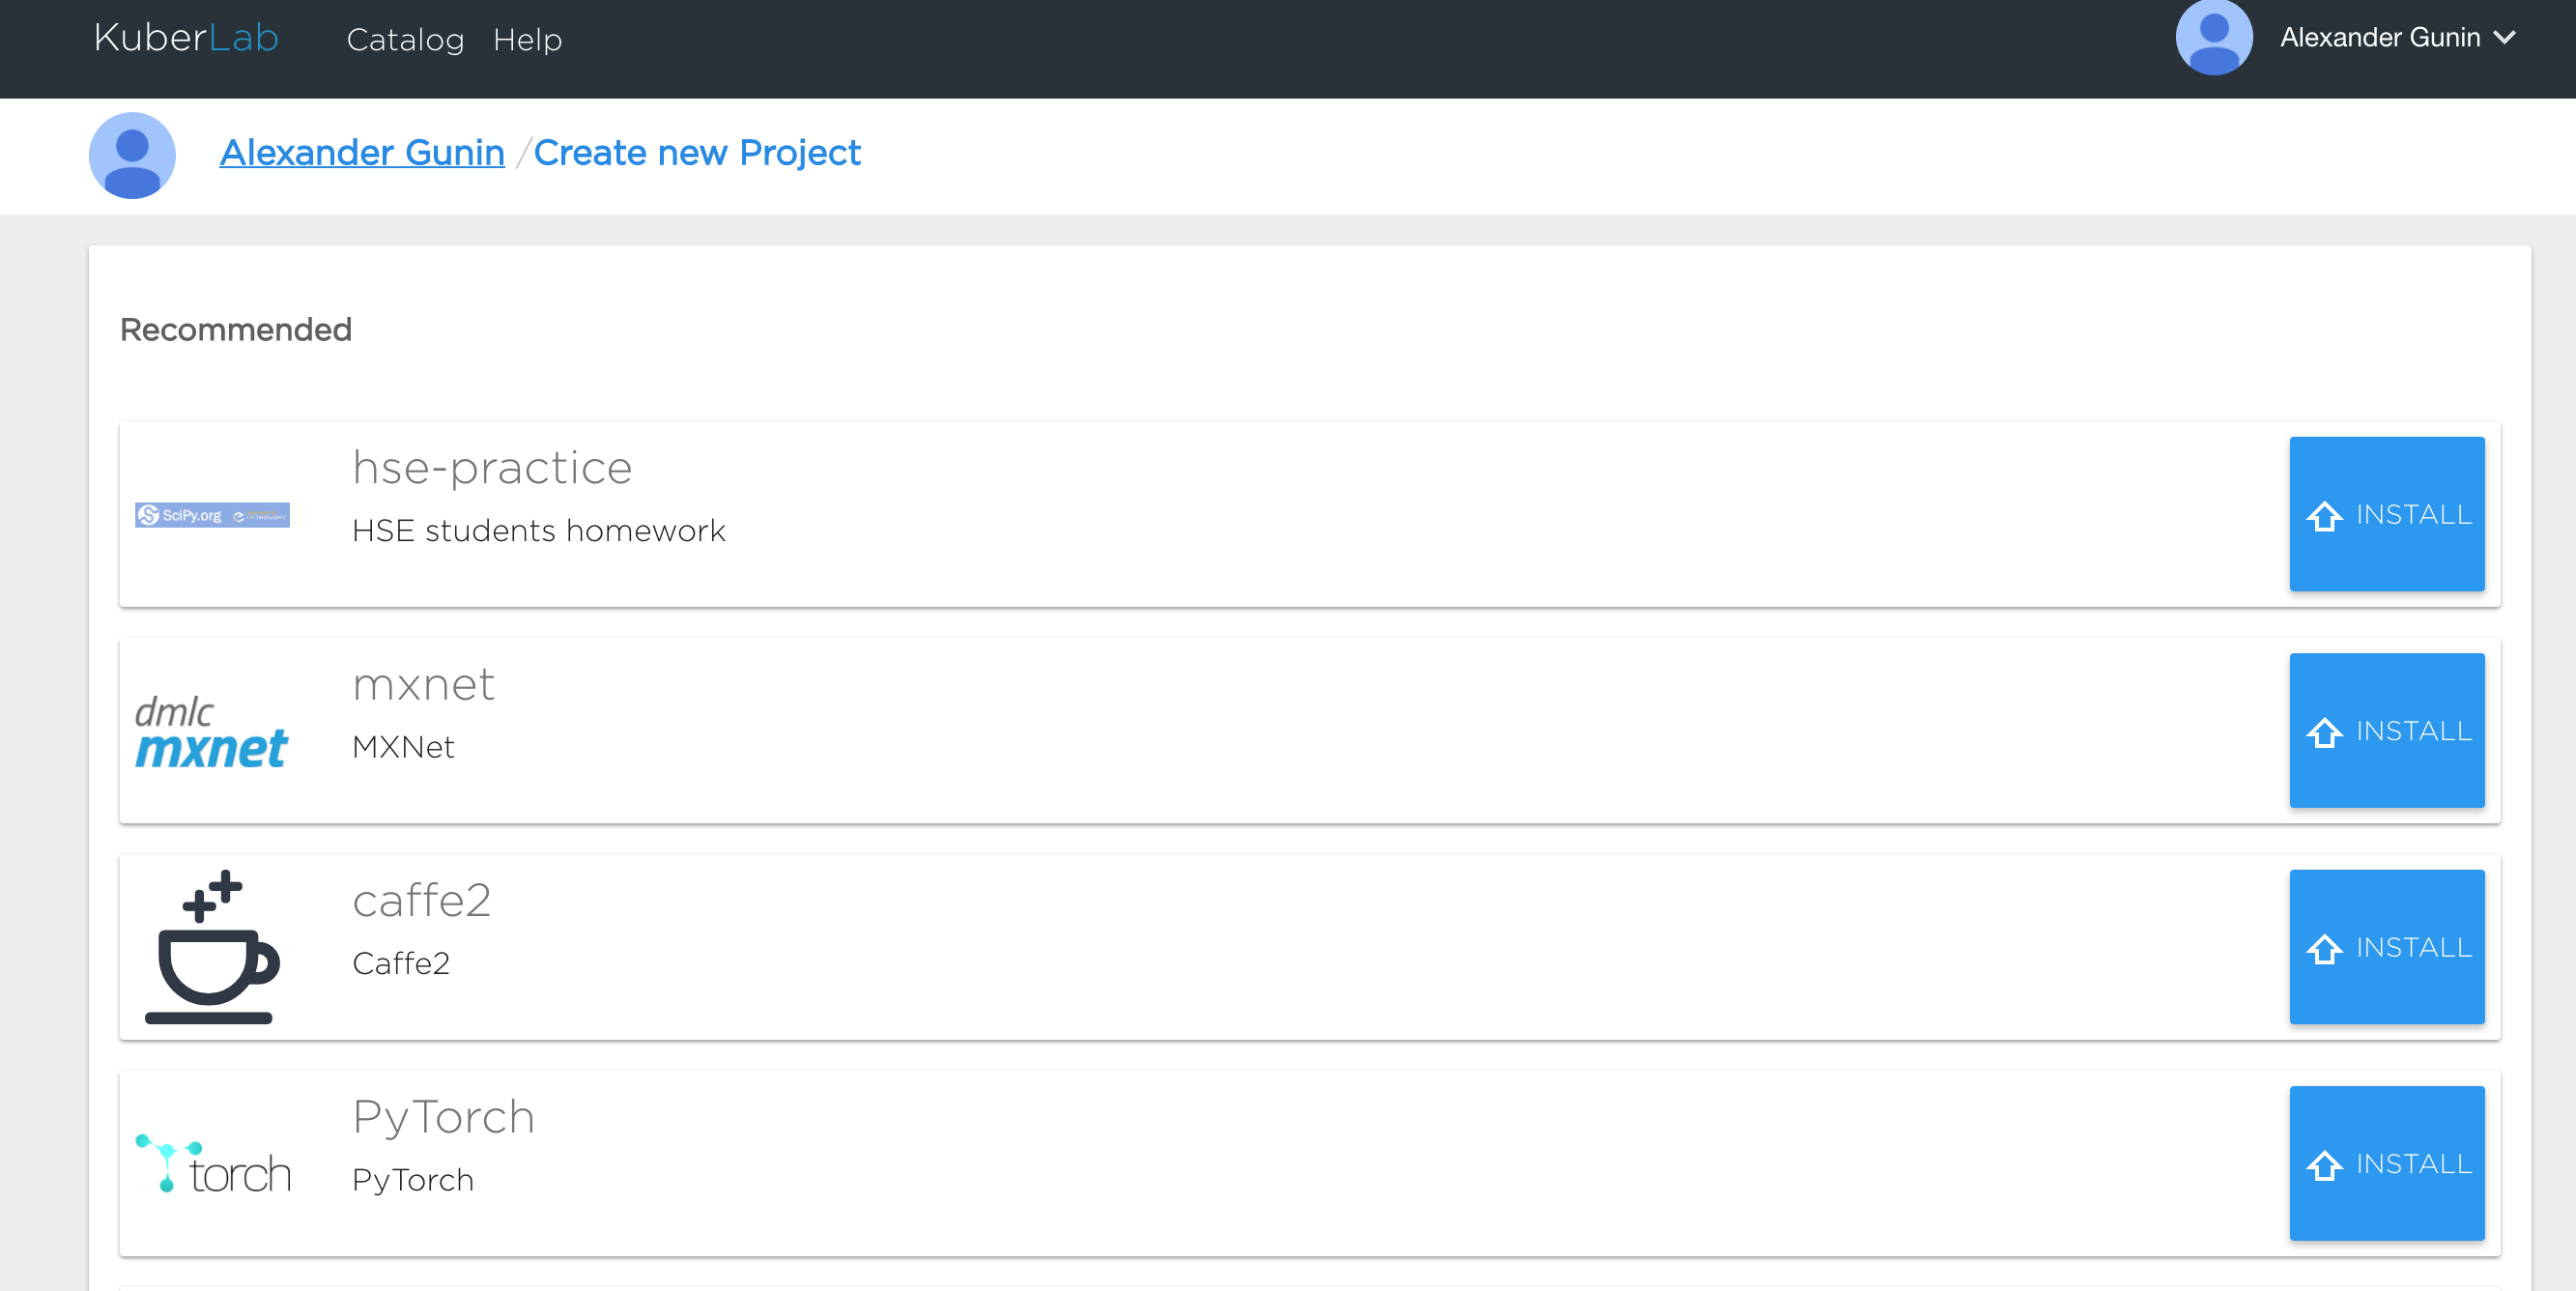 KuberLab Catalog Help Alexander Gunin
Alexander Gunin /Create new Project
Recommended
hse-practice
SciPy.org
HSE students homework
INSTALL
mxnet
dmlc
mxnet
MXNet
INSTALL
caffe2
Caffe2
INSTALL
PyTorch
torch
PyTorch
INSTALL